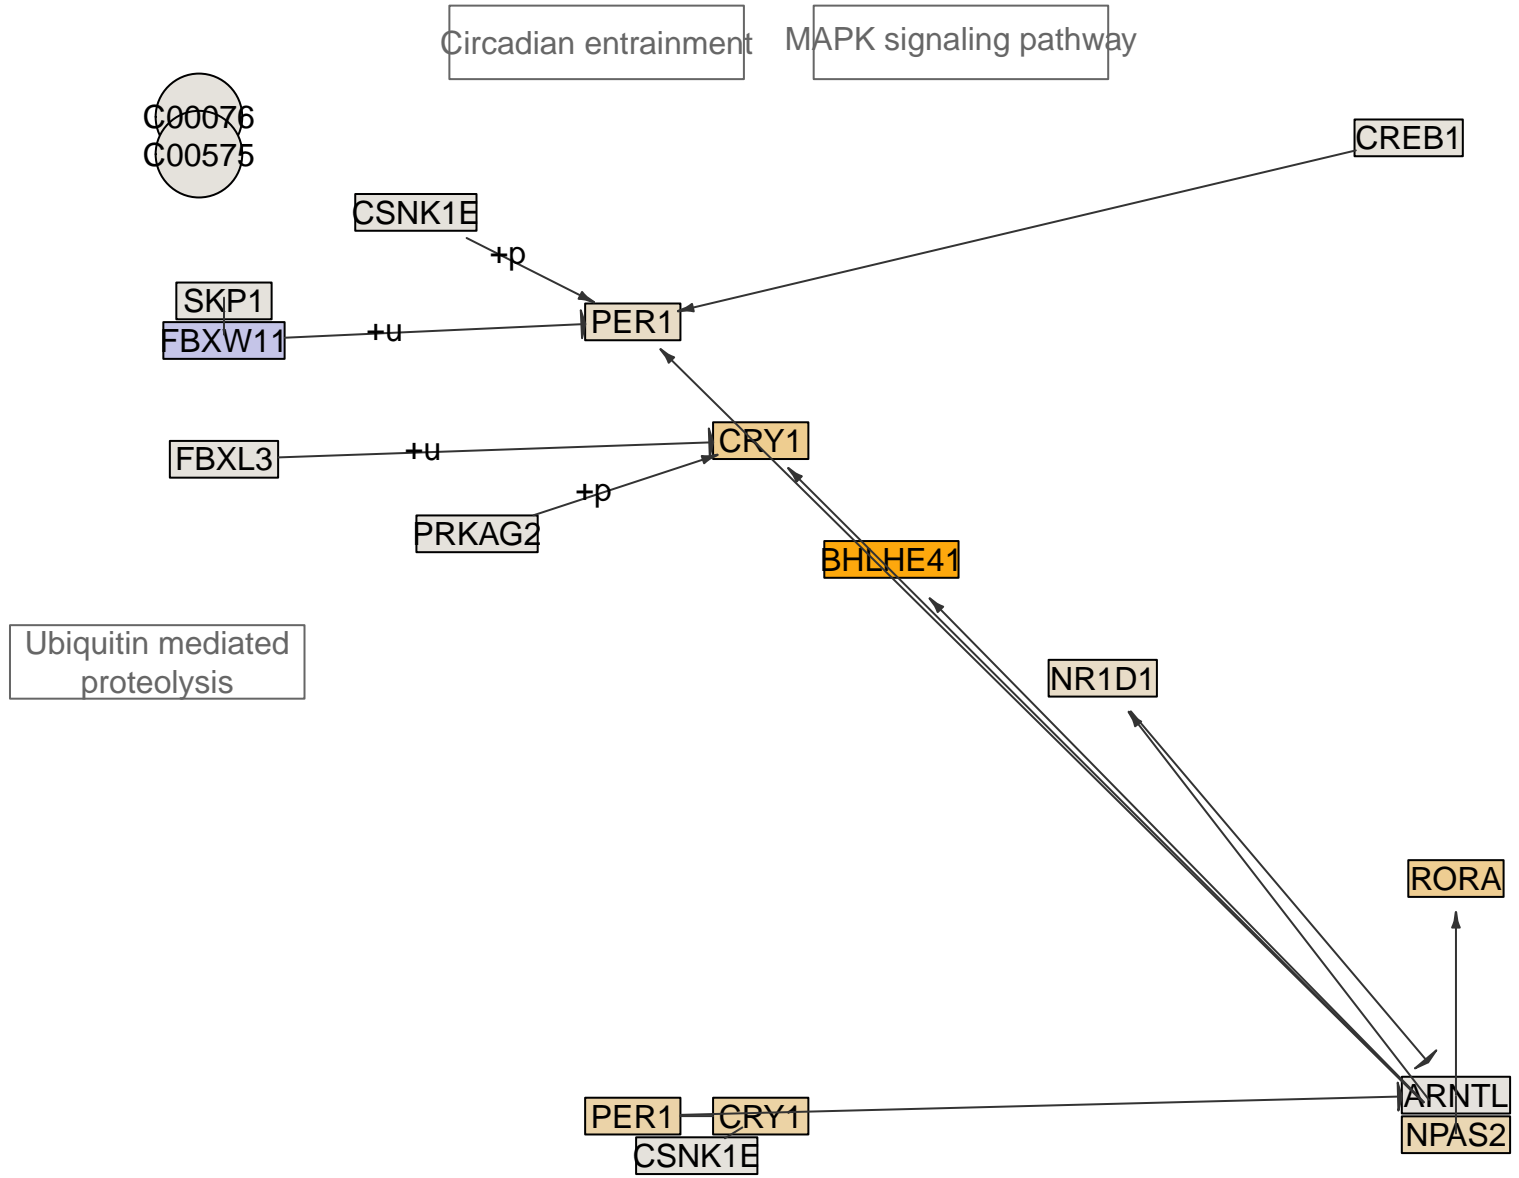 Circadian entrainment
MAPK signaling pathway
C00076
C00575
CREB1
CSNK1E
+p
SKP1
FBXW11
+u
PER1
FBXL3
+u
CRY1
+p
PRKAG2
BHLHE41
Ubiquitin mediated
proteolysis
NR1D1
RORA
ARNTL
NPAS2
PER1
CRY1
CSNK1E